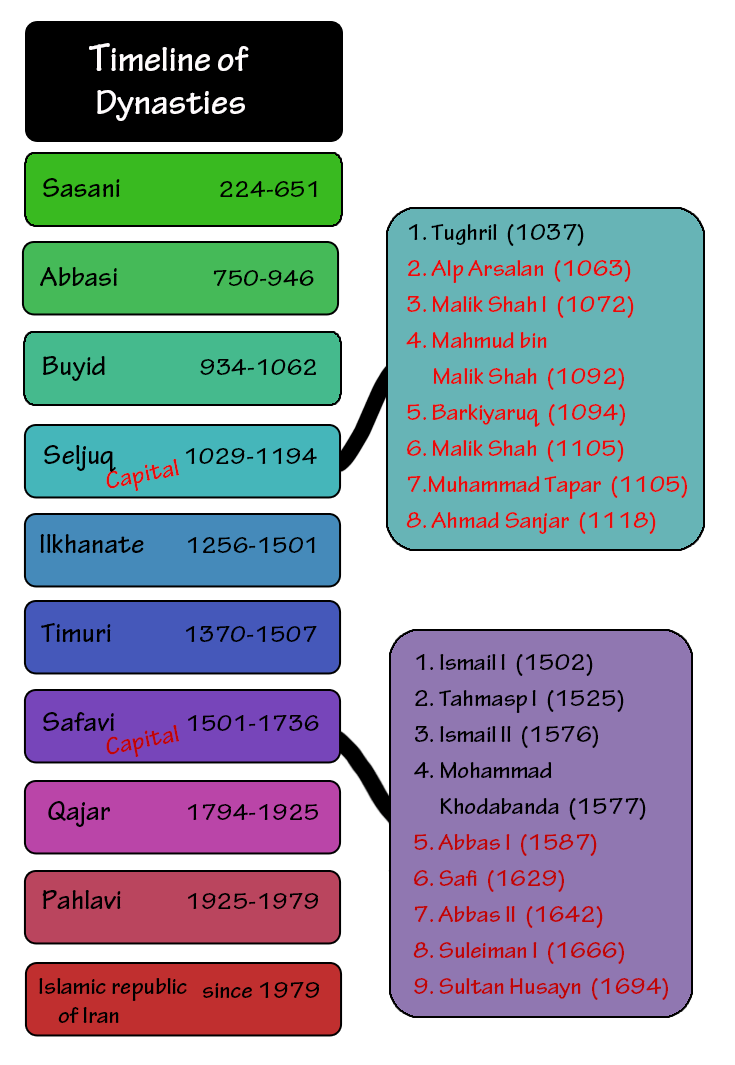 Timeline of
Dynasties
Sasani 224-651
Abbasi 750-946
Buyid 934-1062
Seljuq 1029-1194
Capital
Ilkhanate 1256-1501
Timuri 1370-1507
Safavi 1501-1736
Capital
Qajar 1794-1925
Pahlavi 1925-1979
Islamic republic since 1979
of Iran
1. Tughril (1037)
2. Alp Arsalan (1063)
3. Malik Shah I (1072)
4. Mahmud bin
Malik Shah (1092)
5. Barkiyaruq (1094)
6. Malik Shah (1105)
7.Muhammad Tapar (1105)
8. Ahmad Sanjar (1118)
1. Ismail I (1502)
2. Tahmasp I (1525)
3. Ismail II (1576)
4. Mohammad
Khodabanda (1577)
5. Abbas I (1587)
6. Safi (1629)
7. Abbas II (1642)
8. Suleiman I (1666)
9. Sultan Husayn (1694)